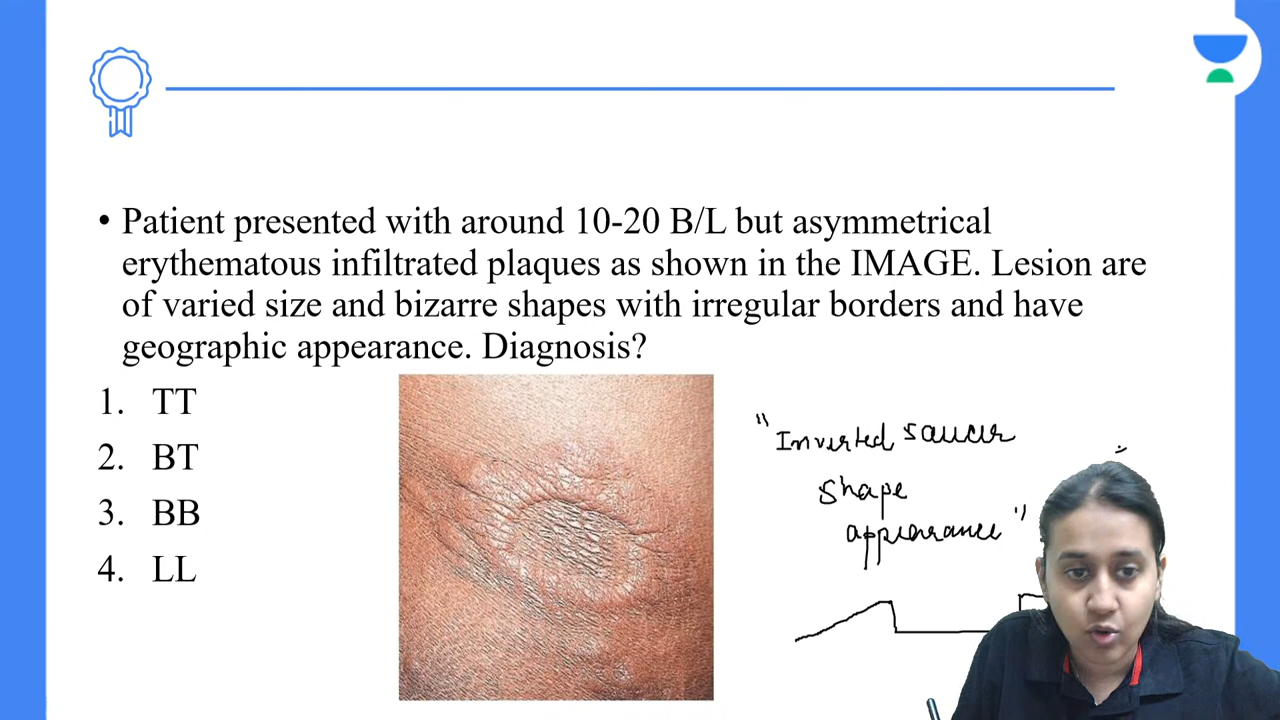 • Patient presented with around 10-20 B/L but asymmetrical
erythematous infiltrated plaques as shown in the IMAGE. Lesion are
of varied size and bizarre shapes with irregular borders and have
geographic appearance. Diagnosis?
1. TT
2. BT
3. BB
4. LL
"Inverted saucer
shape
appearance"